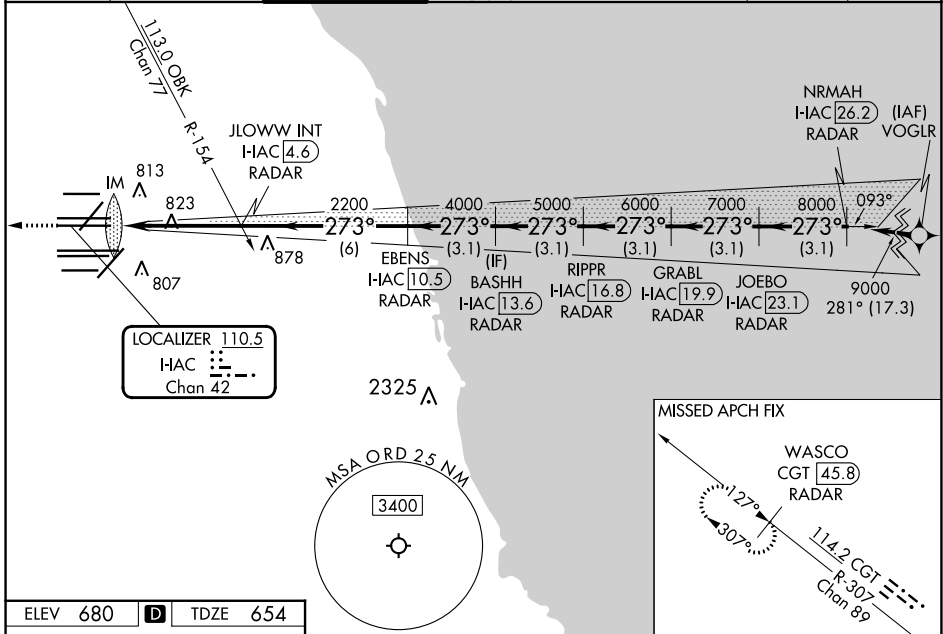 113.0 OBK
Chan 77
R-154
JLOWW INT
I-IAC 4.6
RADAR
NRMAH
I-IAC 26.2
RADAR
(IAF)
VOGLR
IM
813
823
878
807
2200
273°
(6)
4000
273°
(3.1)
5000
273°
(3.1)
6000
273°
(3.1)
7000
273°
(3.1)
8000
273°
(3.1)
093°
9000
281° (17.3)
EBENS
I-IAC 10.5
RADAR
(IF)
BASHH
I-IAC 13.6
RADAR
RIPPR
I-IAC 16.8
RADAR
GRABL
I-IAC 19.9
RADAR
JOEBO
I-IAC 23.1
RADAR
LOCALIZER 110.5
I-IAC
Chan 42
2325
MSA ORD 25 NM
3400
MISSED APCH FIX
WASCO
CGT 45.8
RADAR
127°
307°
114.2 CGT
R-307
Chan 89
ELEV 680 D TDZE 654